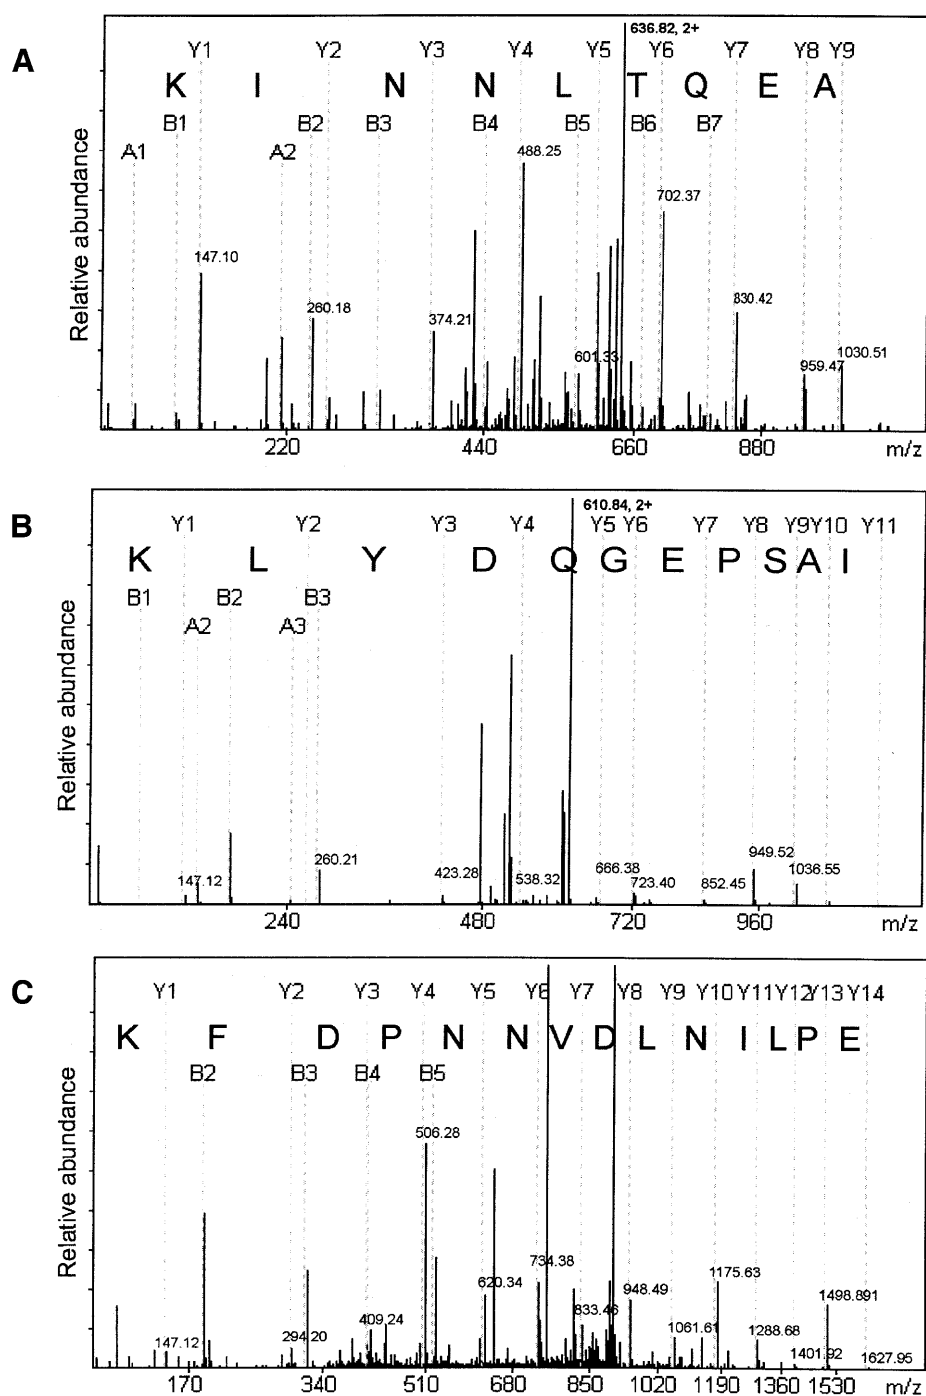 A
636.82, 2+
Y1 Y2 Y3 Y4 Y5 Y6 Y7 Y8 Y9
K I N N L T Q E A
B1 B2 B3 B4 B5 B6 B7
A1 A2
488.25
702.37
147.10
260.18
374.21
830.42
601.33
959.47
1030.51
Relative abundance
220 440 660 880 m/z
B
610.84, 2+
Y1 Y2 Y3 Y4 Y5 Y6 Y7 Y8 Y9 Y10 Y11
K L Y D Q G E P S A I
B1 B2 B3
A2 A3
147.12
260.21
423.28
538.32
666.38
723.40
852.45
949.52
1036.55
Relative abundance
240 480 720 960 m/z
C
Y1 Y2 Y3 Y4 Y5 Y6 Y7 Y8 Y9 Y10 Y11 Y12 Y13 Y14
K F D P N N V D L N I L P E
B2 B3 B4 B5
506.28
734.38
1175.63
620.34
833.46
948.49
1498.891
147.12
294.20
409.24
1061.61
1288.68
1401.92
1627.95
Relative abundance
170 340 510 680 850 1020 1190 1360 1530 m/z